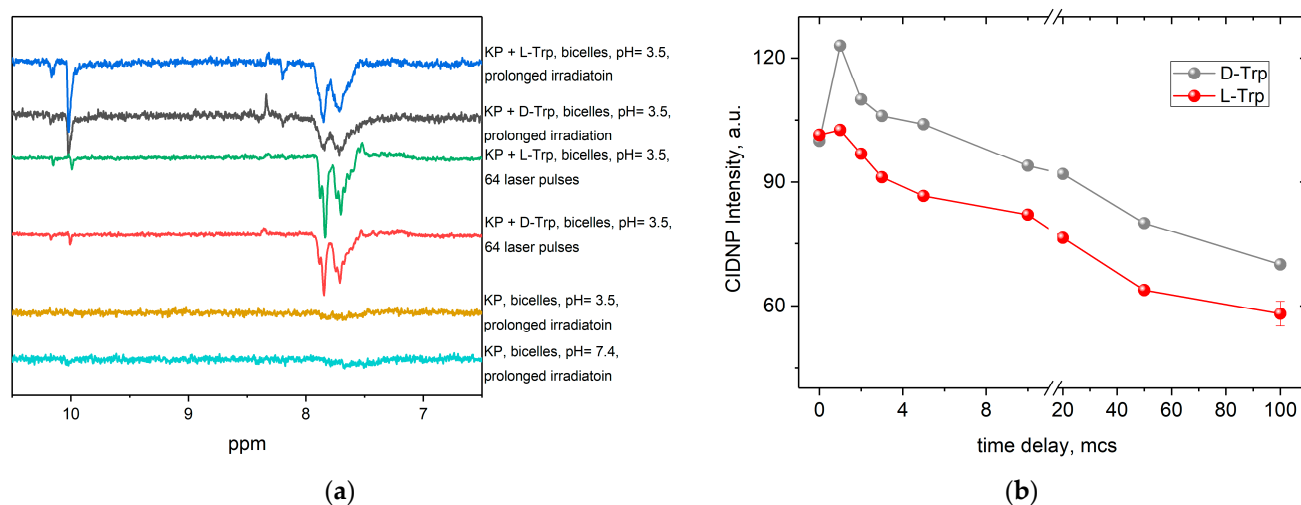 KP + L-Trp, bicelles, pH= 3.5,
prolonged irradiatoin
KP + D-Trp, bicelles, pH= 3.5,
prolonged irradiation
KP + L-Trp, bicelles, pH= 3.5,
64 laser pulses
KP + D-Trp, bicelles, pH= 3.5,
64 laser pulses
KP, bicelles, pH= 3.5,
prolonged irradiatoin
KP, bicelles, pH= 7.4,
prolonged irradiatoin
10 9 8 7
ppm
(a)
CIDNP Intensity, a.u.
120
90
60
D-Trp
L-Trp
0 4 8 20 60 100
time delay, mcs
(b)